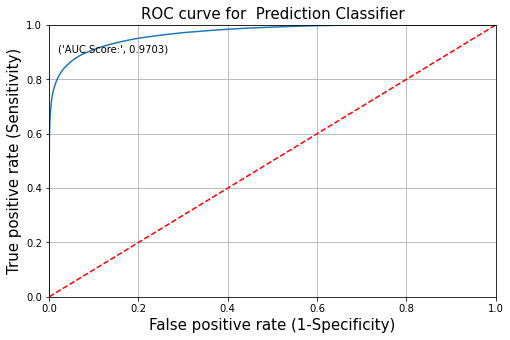 ROC curve for  Prediction Classifier
('AUC Score:', 0.9703)
True positive rate (Sensitivity)
1.0
0.8
0.6
0.4
0.2
0.0
0.0 0.2 0.4 0.6 0.8 1.0
False positive rate (1-Specificity)